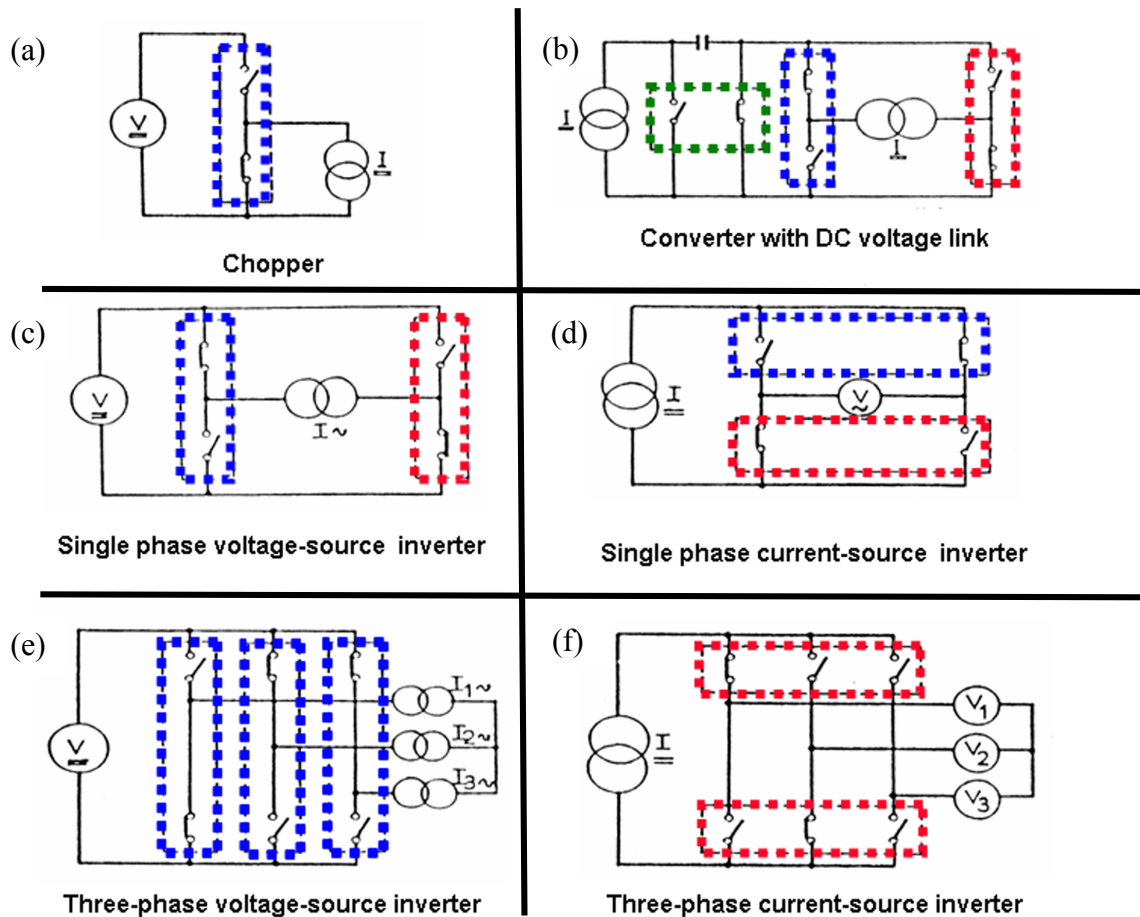 (a)
V
I
Chopper
(b)
I
I
Converter with DC voltage link
(c)
V
I~
Single phase voltage-source inverter
(d)
I
V
~
Single phase current-source inverter
(e)
V
I1~
I2~
I3~
Three-phase voltage-source inverter
(f)
I
V1
V2
V3
Three-phase current-source inverter